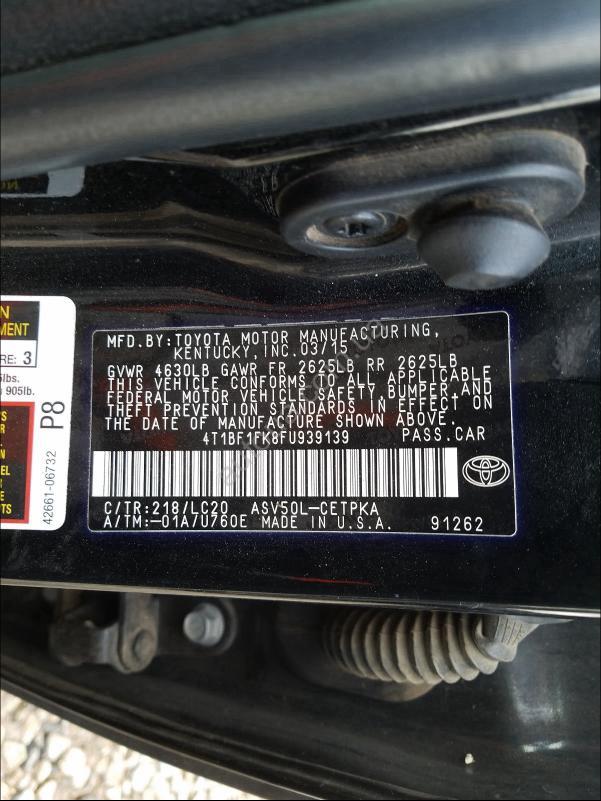 MFD.BY:TOYOTA MOTOR MANUFACTURING,
KENTUCKY,INC.03/15
GVWR 4630LB GAWR FR 2625LB RR 2625LB
THIS VEHICLE CONFORMS TO ALL APPLICABLE
FEDERAL MOTOR VEHICLE SAFETY, BUMPER AND
THEFT PREVENTION STANDARDS IN EFFECT ON
THE DATE OF MANUFACTURE SHOWN ABOVE.
4T1BF1FK8FU939139 PASS.CAR
C/TR:218/LC20 ASV50L-CETPKA
A/TM:-01A/U760E MADE IN U.S.A. 91262
RE: 3
905lb.
P8
42661-06732